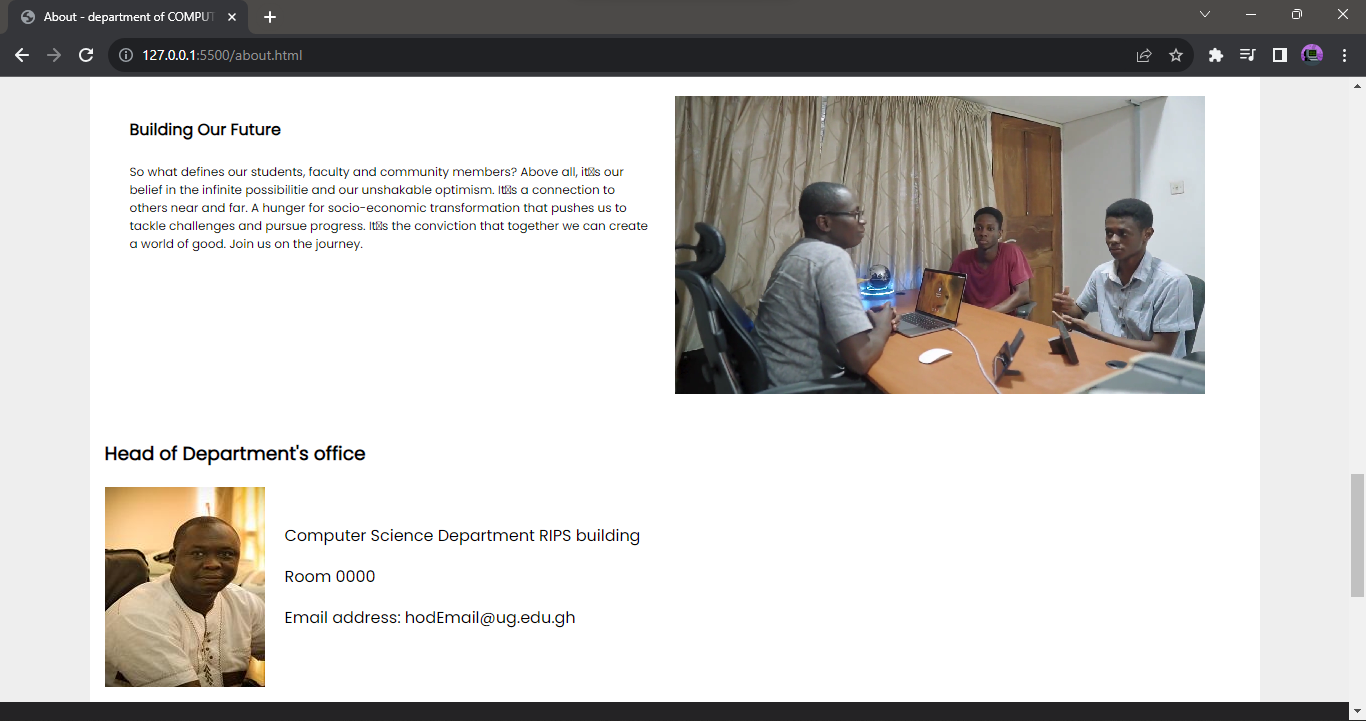 About - department of COMPUT
127.0.0.1:5500/about.html
Building Our Future
So what defines our students, faculty and community members? Above all, it�s our
belief in the infinite possibilitie and our unshakable optimism. It�s a connection to
others near and far. A hunger for socio-economic transformation that pushes us to
tackle challenges and pursue progress. It�s the conviction that together we can create
a world of good. Join us on the journey.
Head of Department's office
Computer Science Department RIPS building
Room 0000
Email address: hodEmail@ug.edu.gh